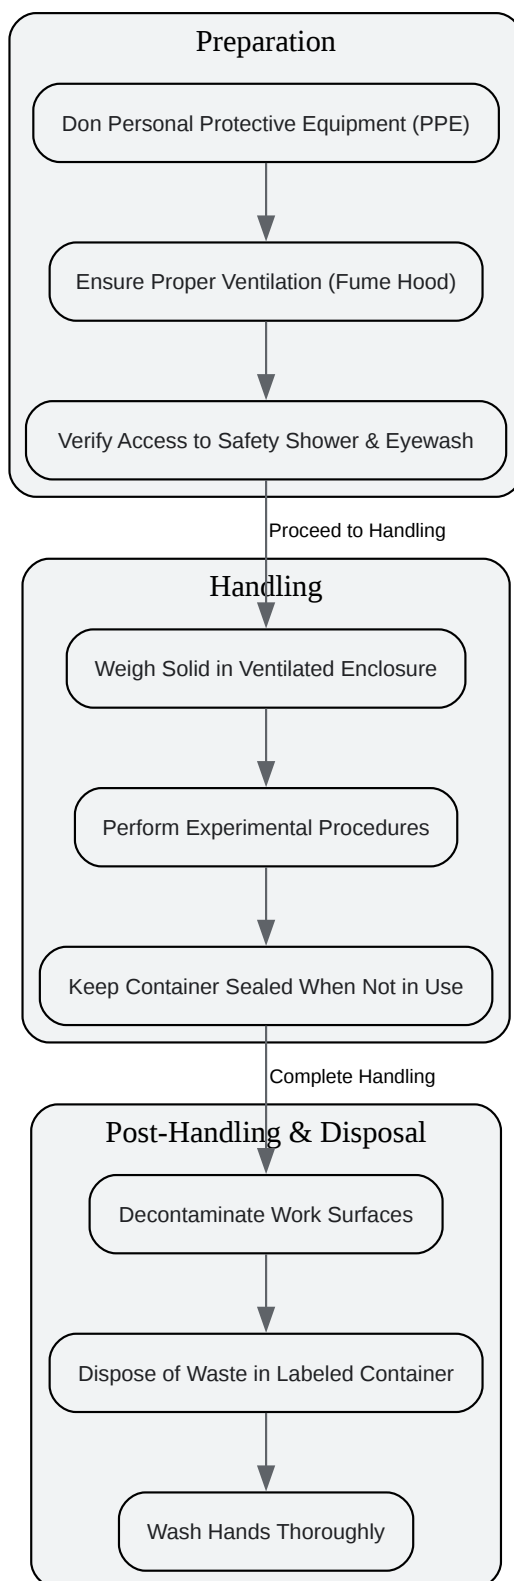 Preparation
Don Personal Protective Equipment (PPE)
Ensure Proper Ventilation (Fume Hood)
Verify Access to Safety Shower & Eyewash
Proceed to Handling
Handling
Weigh Solid in Ventilated Enclosure
Perform Experimental Procedures
Keep Container Sealed When Not in Use
Complete Handling
Post-Handling & Disposal
Decontaminate Work Surfaces
Dispose of Waste in Labeled Container
Wash Hands Thoroughly